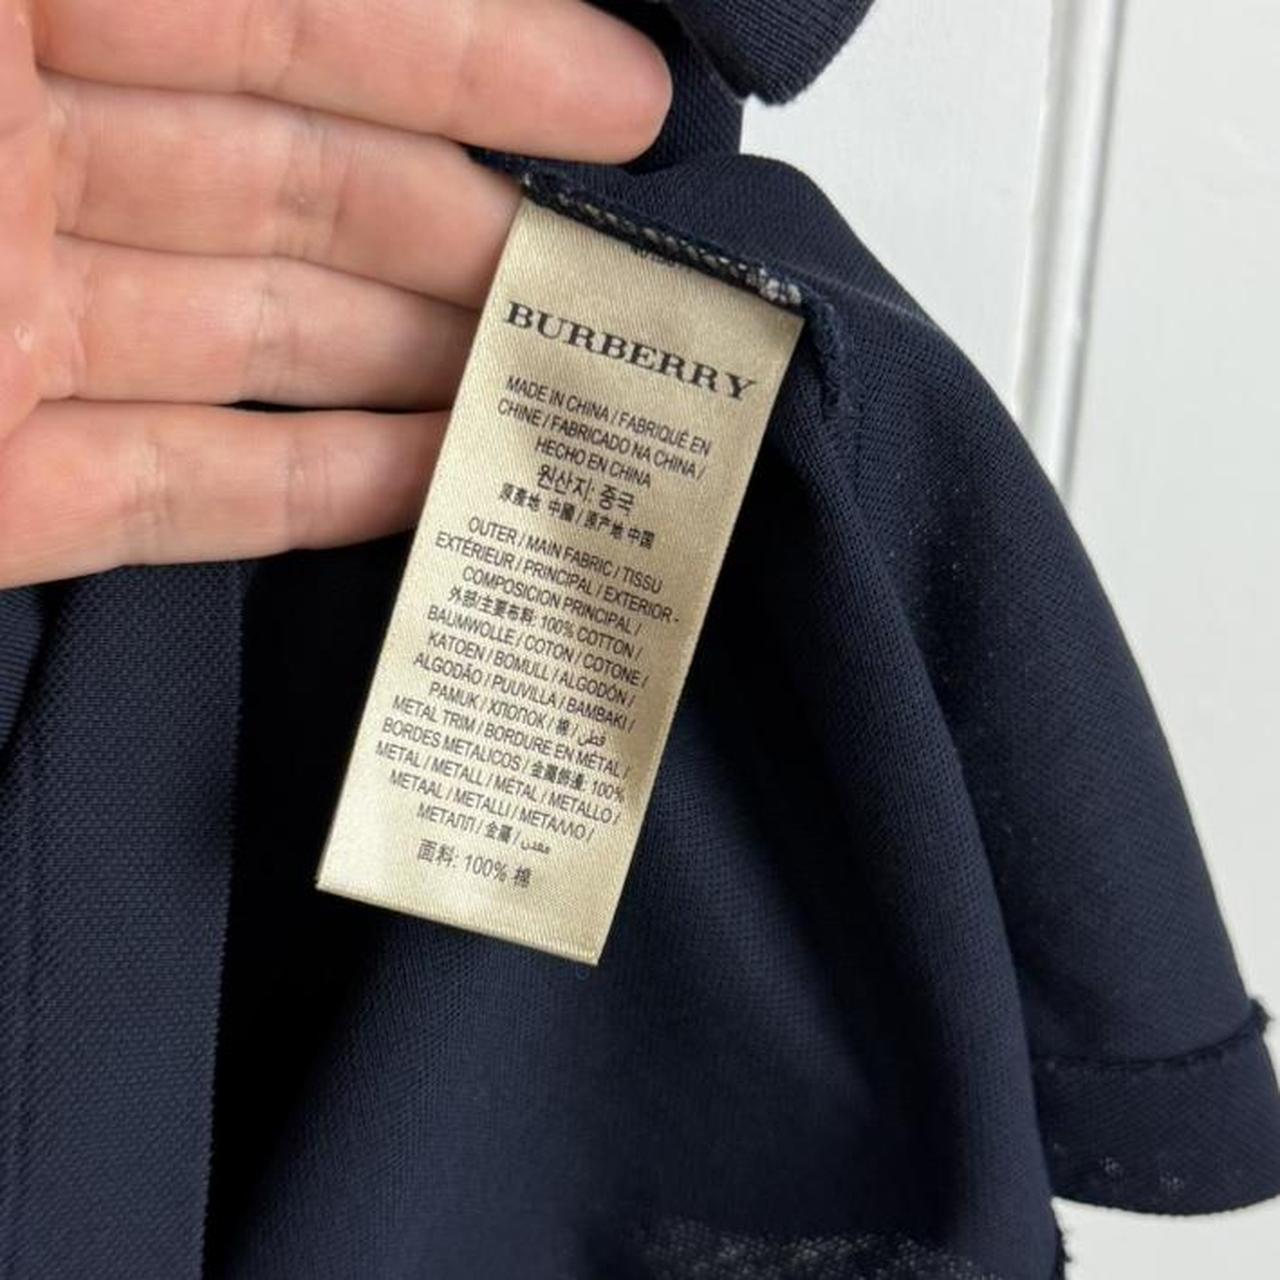 BURBERRY
MADE IN CHINA / FABRIQUÉ EN
CHINE / FABRICADO NA CHINA /
HECHO EN CHINA
원산지: 중국
原產地 中國 / 原产地 中国
OUTER / MAIN FABRIC / TISSU
EXTÉRIEUR / PRINCIPAL / EXTERIOR -
COMPOSICION PRINCIPAL /
外部/主要布料: 100% COTTON /
BAUMWOLLE / COTON / COTONE /
KATOEN / BOMULL / ALGODÓN /
ALGODÃO / PUUVILLA / BAMBAKI /
PAMUK / ХЛОПОК / 棉 / قطن
METAL TRIM / BORDURE EN MÉTAL /
BORDES METALICOS / 金屬飾邊: 100%
METAL / METALL / MÉTAL / METALLO /
METAAL / METALLI / ΜΕΤΑΛΛΟ /
МЕТАЛЛ / 金屬 / معدن
面料: 100% 棉